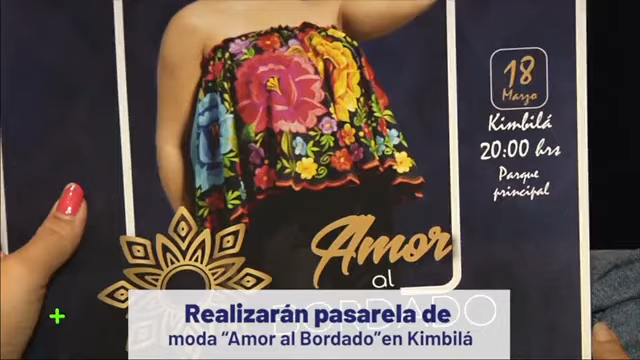 18
Marzo
Kimbilá
20:00 hrs
Parque
principal
Amor
al
BORDADO
Realizarán pasarela de
moda “Amor al Bordado”en Kimbilá